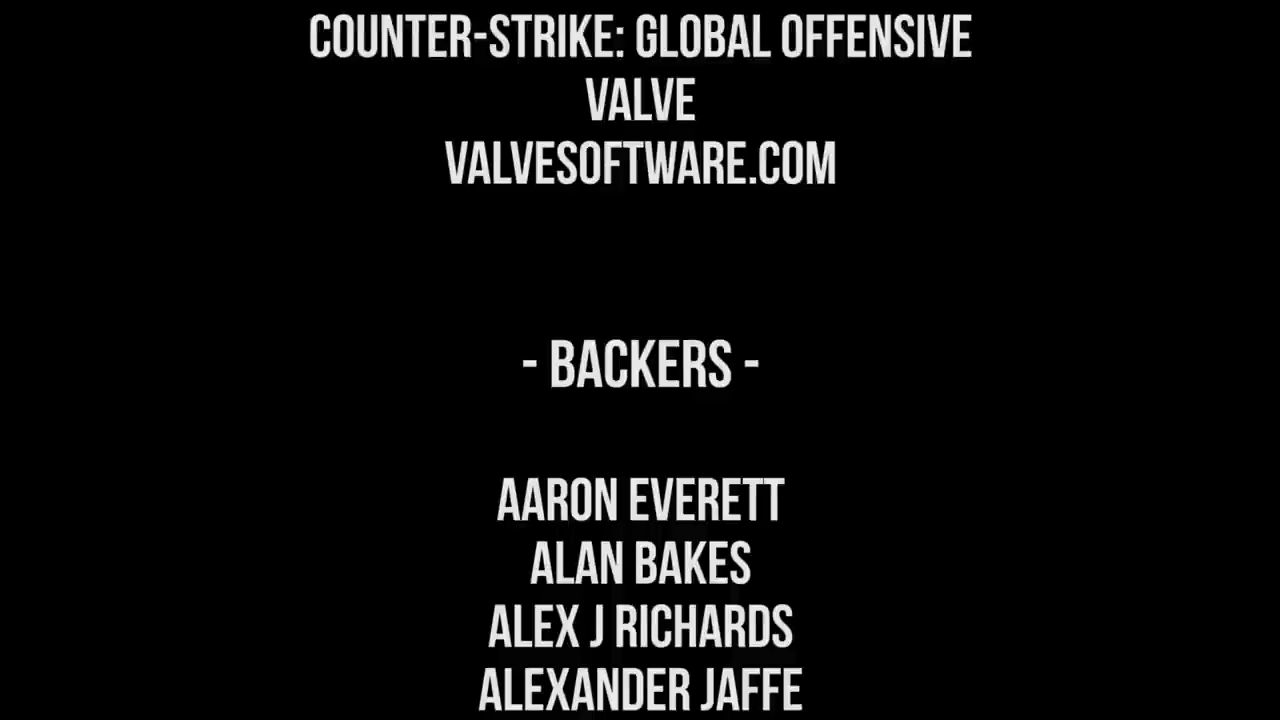 COUNTER-STRIKE: GLOBAL OFFENSIVE
VALVE
VALVESOFTWARE.COM
- BACKERS -
AARON EVERETT
ALAN BAKES
ALEX J RICHARDS
ALEXANDER JAFFE